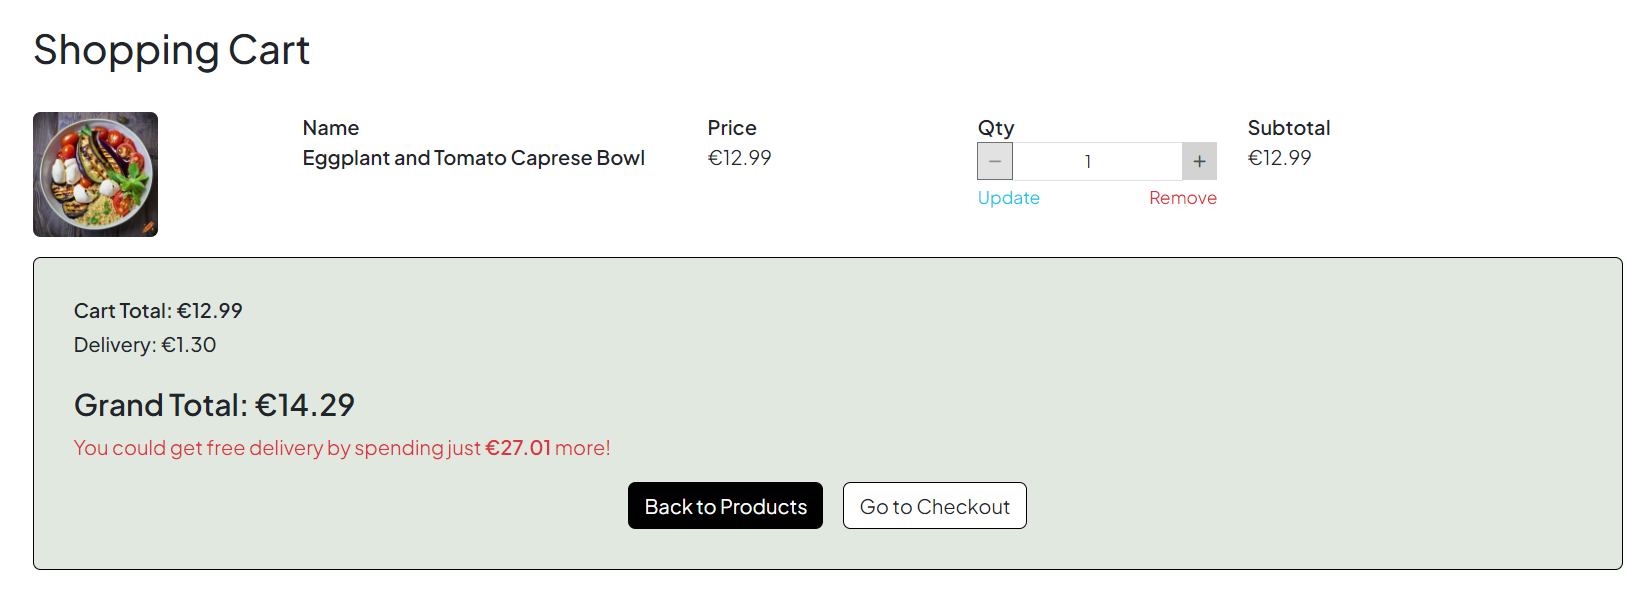 Shopping Cart
Name
Price
Qty
Subtotal
Eggplant and Tomato Caprese Bowl
€12.99
− 1 +
€12.99
Update
Remove
Cart Total: €12.99
Delivery: €1.30
Grand Total: €14.29
You could get free delivery by spending just €27.01 more!
Back to Products
Go to Checkout